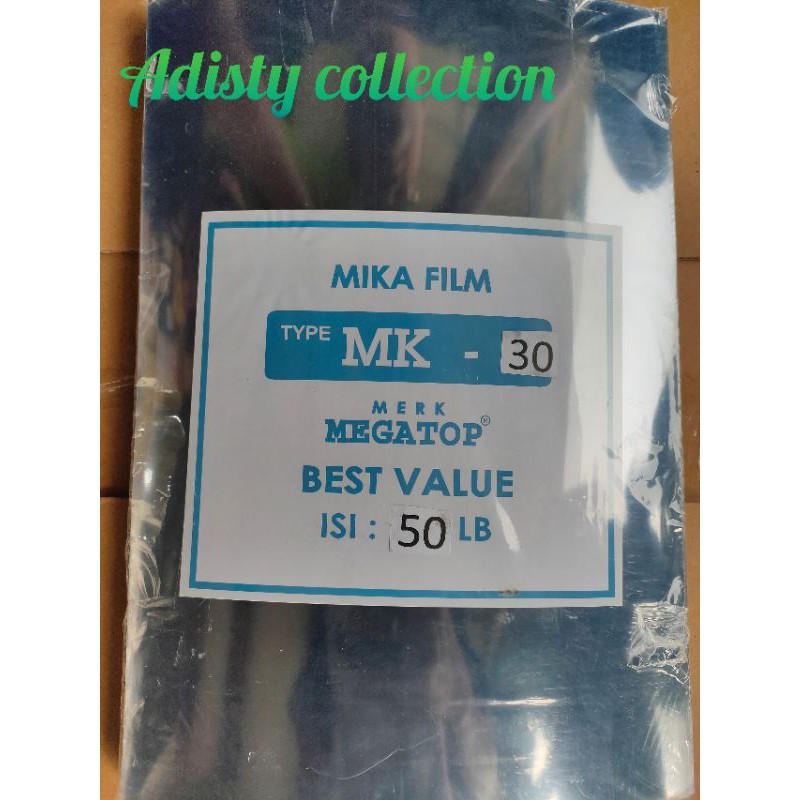 Adisty collection
MIKA FILM
TYPE MK - 30
MERK
MEGATOP®
BEST VALUE
ISI : 50 LB